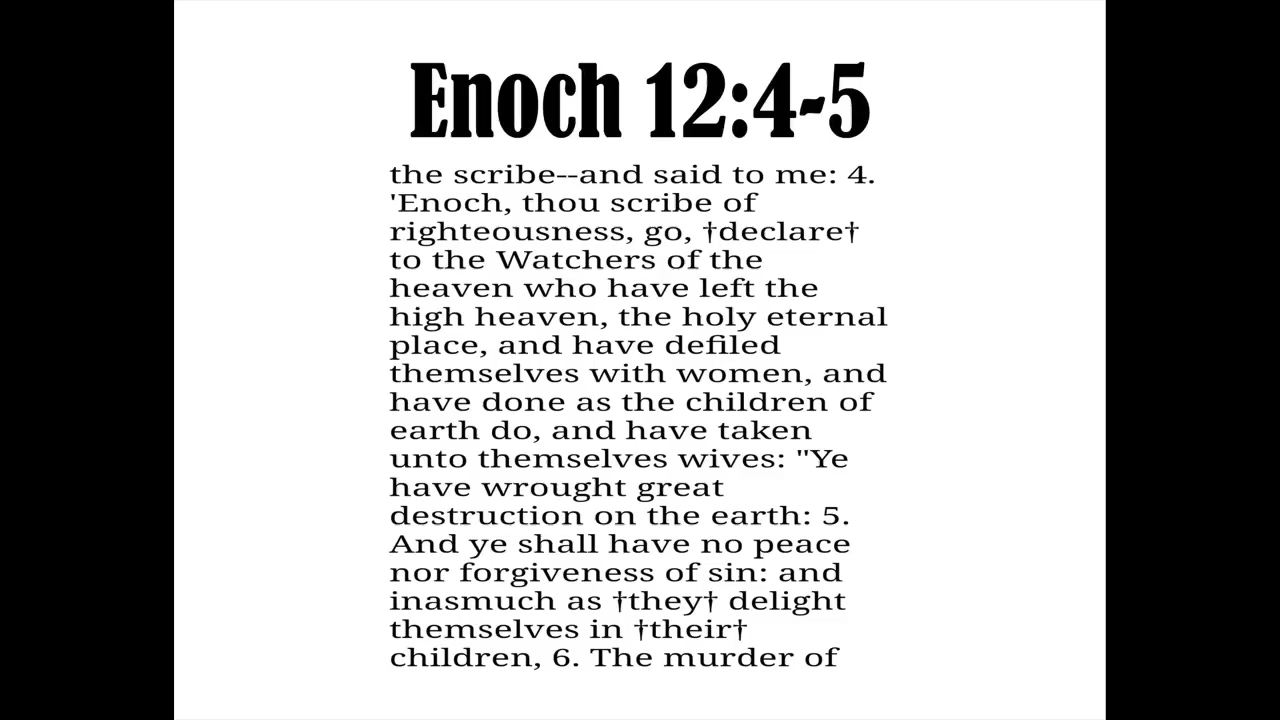 Enoch 12:4-5
the scribe--and said to me: 4.
'Enoch, thou scribe of
righteousness, go, †declare†
to the Watchers of the
heaven who have left the
high heaven, the holy eternal
place, and have defiled
themselves with women, and
have done as the children of
earth do, and have taken
unto themselves wives: "Ye
have wrought great
destruction on the earth: 5.
And ye shall have no peace
nor forgiveness of sin: and
inasmuch as †they† delight
themselves in †their†
children, 6. The murder of